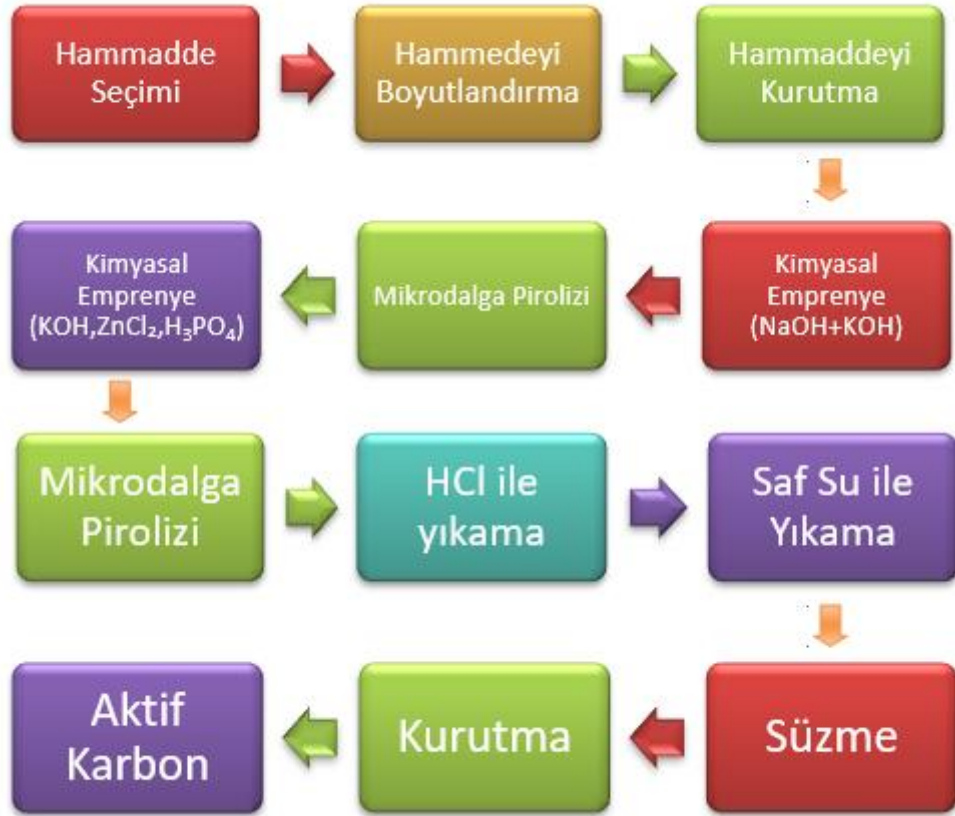 Hammadde
Seçimi
Hammedeyi
Boyutlandırma
Hammaddeyi
Kurutma
Kimyasal
Emprenye
(NaOH+KOH)
Mikrodalga Pirolizi
Kimyasal
Emprenye
(KOH,ZnCl₂,H₃PO₄)
Mikrodalga
Pirolizi
HCl ile
yıkama
Saf Su ile
Yıkama
Süzme
Kurutma
Aktif
Karbon